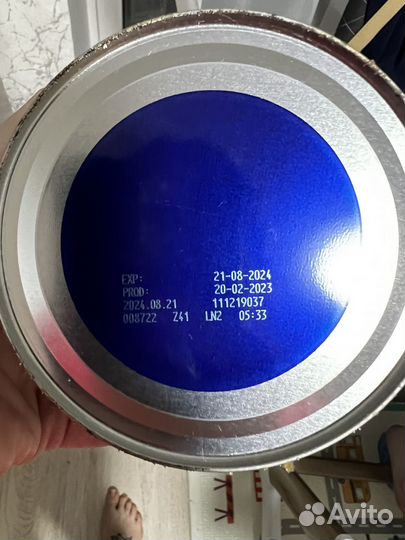 EXP: 21-08-2024
PROD: 20-02-2023
2024.08.21 111219037
008722 Z41 LN2 05:33
Avito